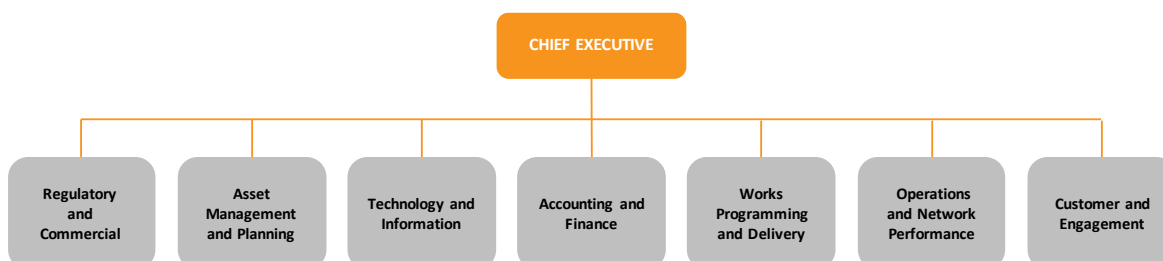 CHIEF EXECUTIVE
Regulatory
and
Commercial
Asset
Management
and Planning
Technology and
Information
Accounting and
Finance
Works
Programming
and Delivery
Operations
and Network
Performance
Customer and
Engagement